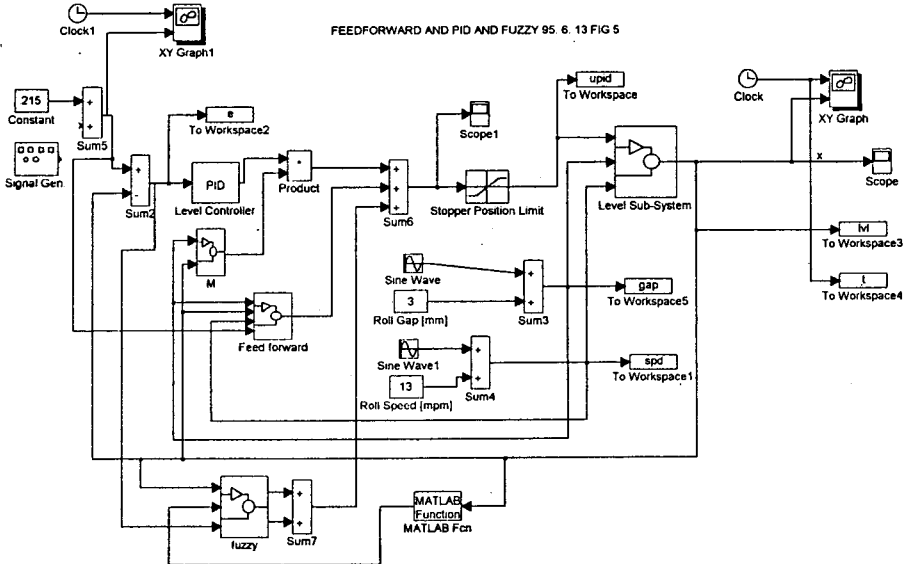 Clock1
XY Graph1
FEEDFORWARD AND PID AND FUZZY 95. 6. 13 FIG 5
215
Constant
+
+
x
Sum5
Signal Gen.
e
To Workspace2
+
-
Sum2
PID
Level Controller
Product
M
Feed forward
+
+
+
Sum6
Scope1
Stopper Position Limit
upid
To Workspace
Level Sub-System
Clock
XY Graph
x
Scope
lvl
To Workspace3
t
To Workspace4
Sine Wave
3
Roll Gap [mm]
+
+
Sum3
gap
To Workspace5
Sine Wave1
13
Roll Speed [mpm]
+
+
Sum4
spd
To Workspace1
fuzzy
+
+
Sum7
MATLAB
Function
MATLAB Fcn